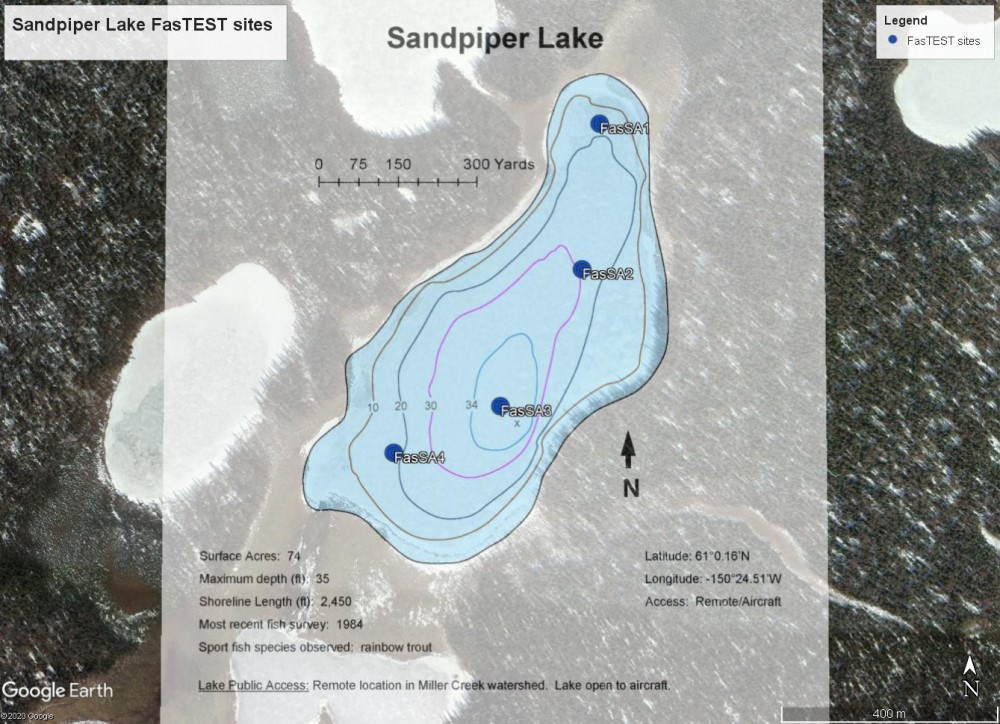 Sandpiper Lake FasTEST sites
Sandpiper Lake
Legend
FasTEST sites
FasSA1
0 75 150 300 Yards
FasSA2
10 20 30 34 FasSA3
x
FasSA4
N
Surface Acres: 74
Maximum depth (ft): 35
Shoreline Length (ft): 2,450
Most recent fish survey: 1984
Sport fish species observed: rainbow trout
Latitude: 61°0.16'N
Longitude: -150°24.51'W
Access: Remote/Aircraft
Lake Public Access: Remote location in Miller Creek watershed. Lake open to aircraft.
Google Earth
©2020 Google
N
400 m